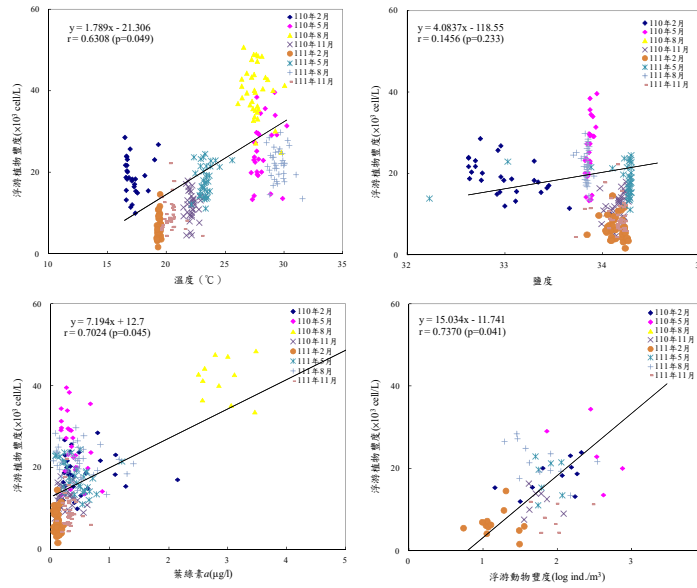 y = 1.789x - 21.306
r = 0.6308 (p=0.049)
110年2月
110年5月
110年8月
110年11月
111年2月
111年5月
111年8月
111年11月
浮游植物豐度(×10³ cell/L)
60
40
20
0
10 15 20 25 30 35
溫度（℃）
y = 4.0837x - 118.55
r = 0.1456 (p=0.233)
110年2月
110年5月
110年8月
110年11月
111年2月
111年5月
111年8月
111年11月
浮游植物豐度(×10³ cell/L)
60
40
20
0
32 33 34
鹽度
y = 7.194x + 12.7
r = 0.7024 (p=0.045)
110年2月
110年5月
110年8月
110年11月
111年2月
111年5月
111年8月
111年11月
浮游植物豐度(×10³ cell/L)
60
40
20
0
0 1 2 3 4 5
葉綠素a(μg/l)
y = 15.034x - 11.741
r = 0.7370 (p=0.041)
110年2月
110年5月
110年8月
110年11月
111年2月
111年5月
111年8月
111年11月
浮游植物豐度(×10³ cell/L)
60
40
20
0
0 1 2 3
浮游動物豐度(log ind./m³)